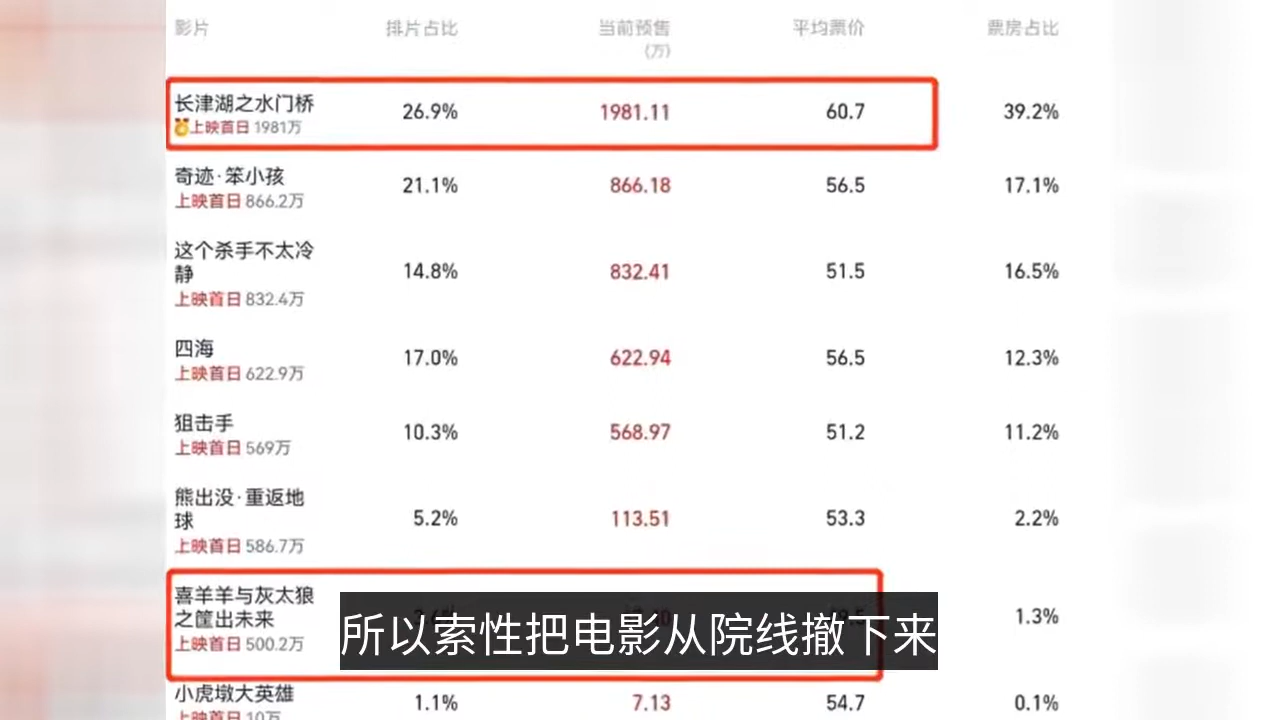 影片 排片占比 当前预售 平均票价 票房占比
(万)
长津湖之水门桥 26.9% 1981.11 60.7 39.2%
上映首日 1981万
奇迹·笨小孩 21.1% 866.18 56.5 17.1%
上映首日 866.2万
这个杀手不太冷
静 14.8% 832.41 51.5 16.5%
上映首日 832.4万
四海 17.0% 622.94 56.5 12.3%
上映首日 622.9万
狙击手 10.3% 568.97 51.2 11.2%
上映首日 569万
熊出没·重返地
球 5.2% 113.51 53.3 2.2%
上映首日 586.7万
喜羊羊与灰太狼
之筐出未来 1.3%
上映首日 500.2万
所以索性把电影从院线撤下来
小虎墩大英雄 1.1% 7.13 54.7 0.1%
上映首日 10万